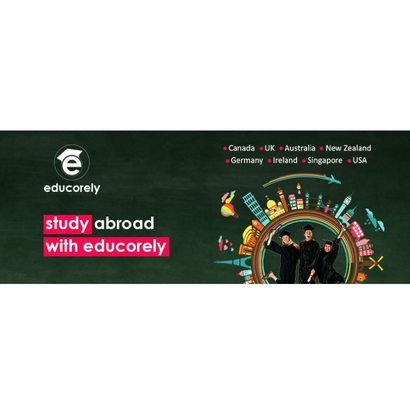 educorely
study abroad
with educorely
• Canada • UK • Australia • New Zealand
• Germany • Ireland • Singapore • USA